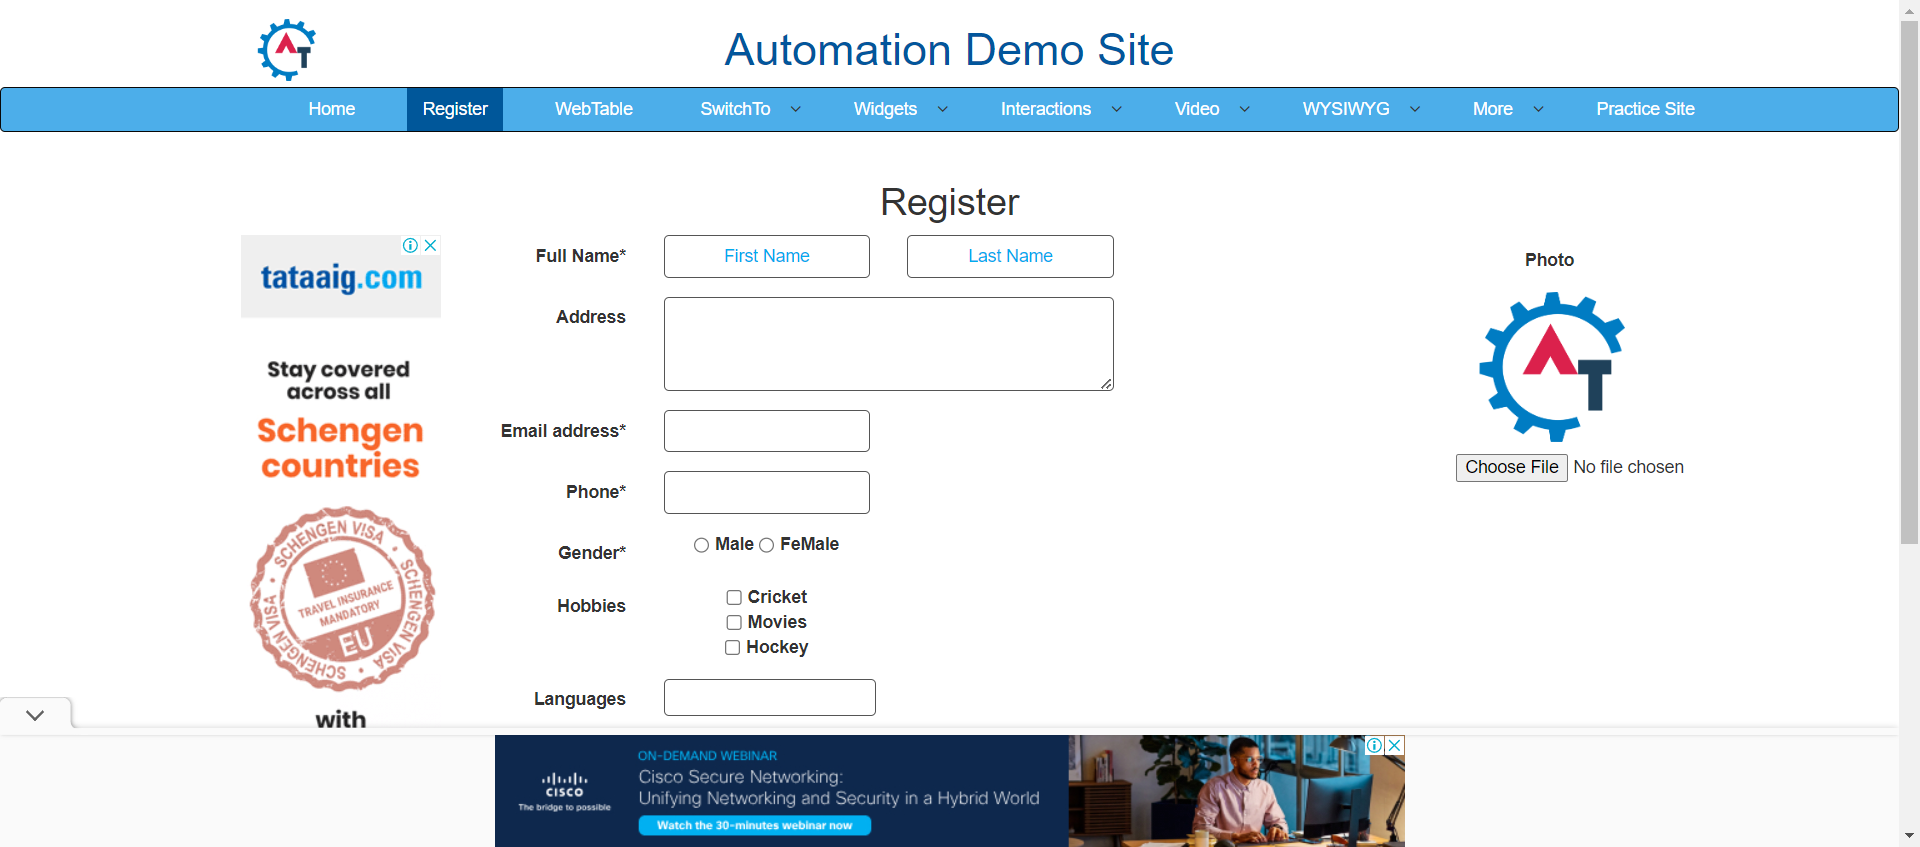 AT
Automation Demo Site
Home Register WebTable SwitchTo Widgets Interactions Video WYSIWYG More Practice Site
Register
tataaig.com
Stay covered
across all
Schengen
countries
SCHENGEN VISA • SCHENGEN VISA • SCHENGEN VISA •
TRAVEL INSURANCE
MANDATORY
EU
with
Full Name* First Name Last Name
Address
Email address*
Phone*
Gender* Male FeMale
Hobbies Cricket
Movies
Hockey
Languages
Photo
AT
Choose File No file chosen
CISCO
The bridge to possible
ON-DEMAND WEBINAR
Cisco Secure Networking:
Unifying Networking and Security in a Hybrid World
Watch the 30-minutes webinar now